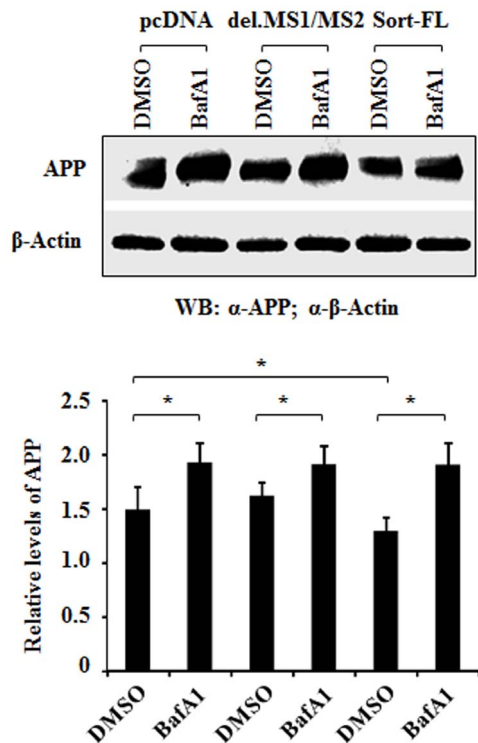 pcDNA del.MS1/MS2 Sort-FL
DMSO BafA1 DMSO BafA1 DMSO BafA1
APP
β-Actin
WB: α-APP; α-β-Actin
*
* * *
2.5
2.0
1.5
1.0
0.5
0
Relative levels of APP
DMSO BafA1 DMSO BafA1 DMSO BafA1